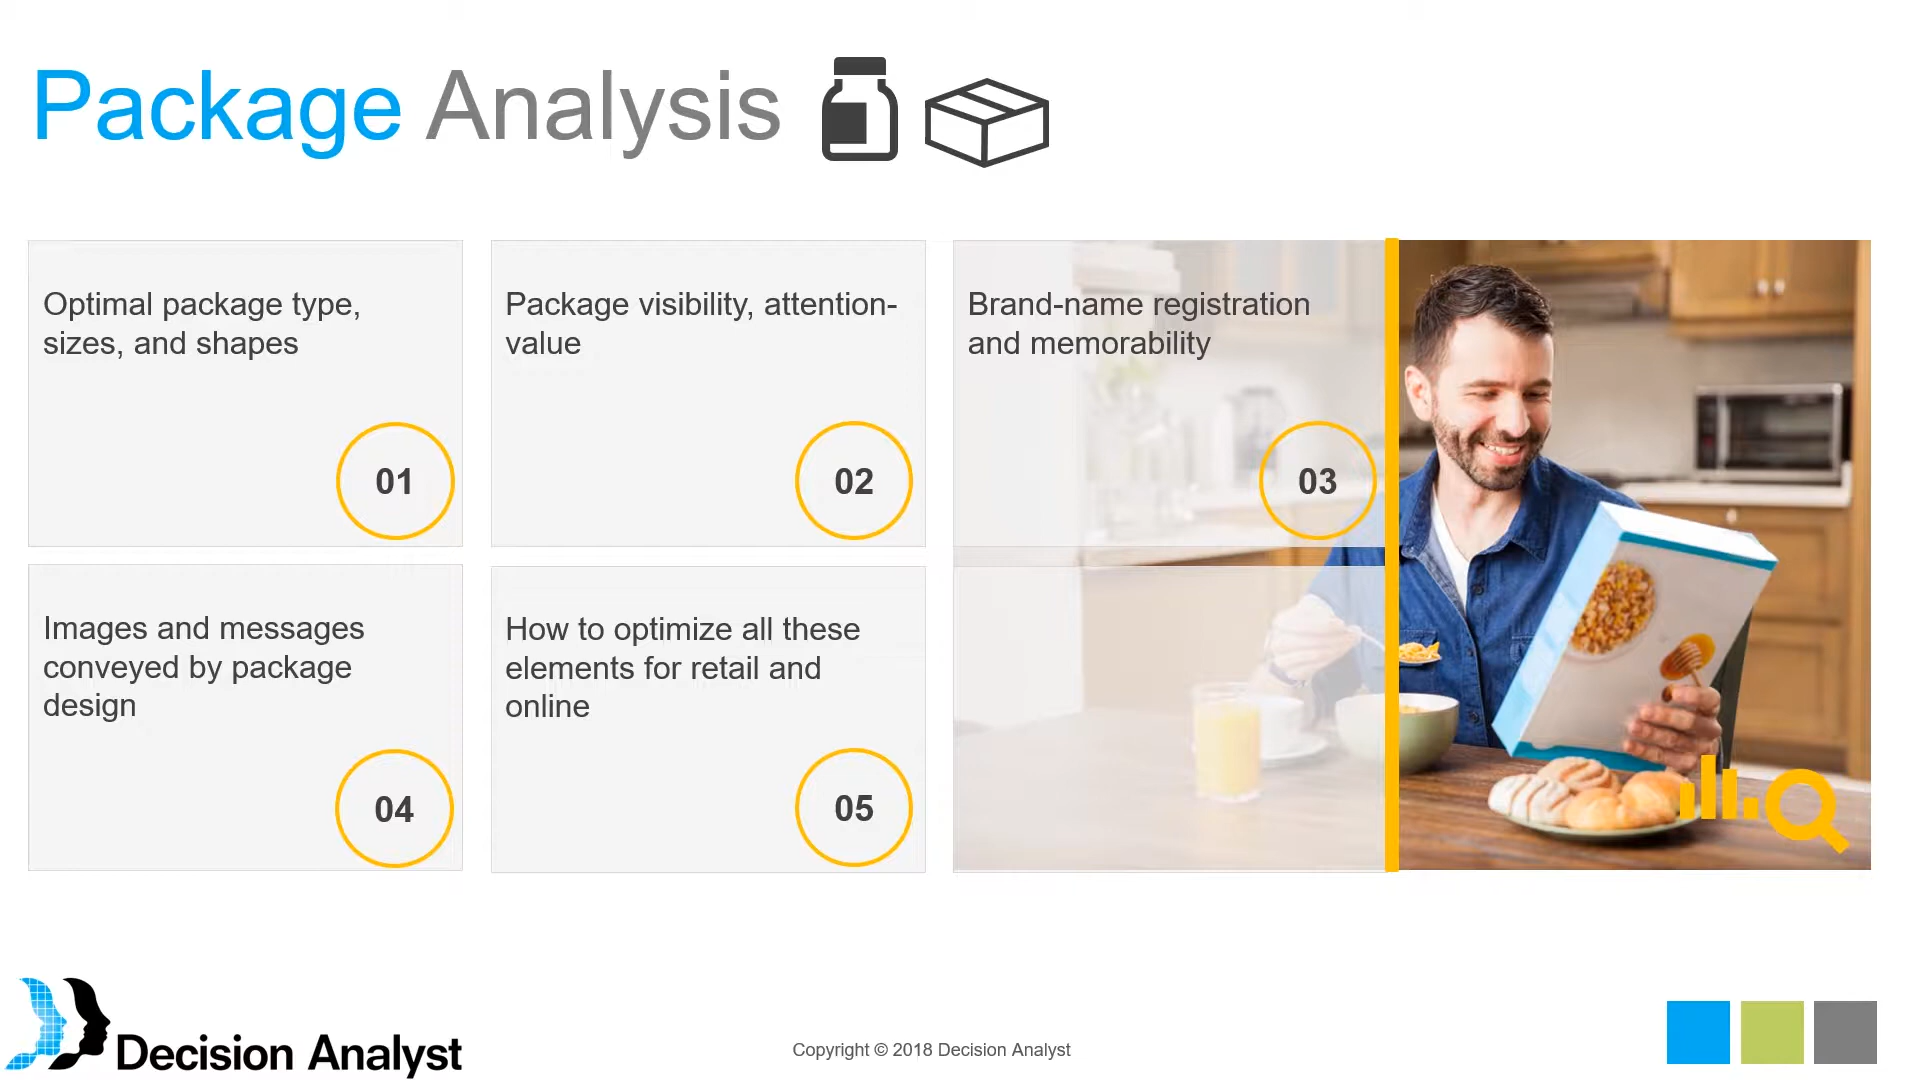 Package Analysis
Optimal package type,
sizes, and shapes
01
Package visibility, attention-
value
02
Brand-name registration
and memorability
03
Images and messages
conveyed by package
design
04
How to optimize all these
elements for retail and
online
05
Decision Analyst
Copyright © 2018 Decision Analyst